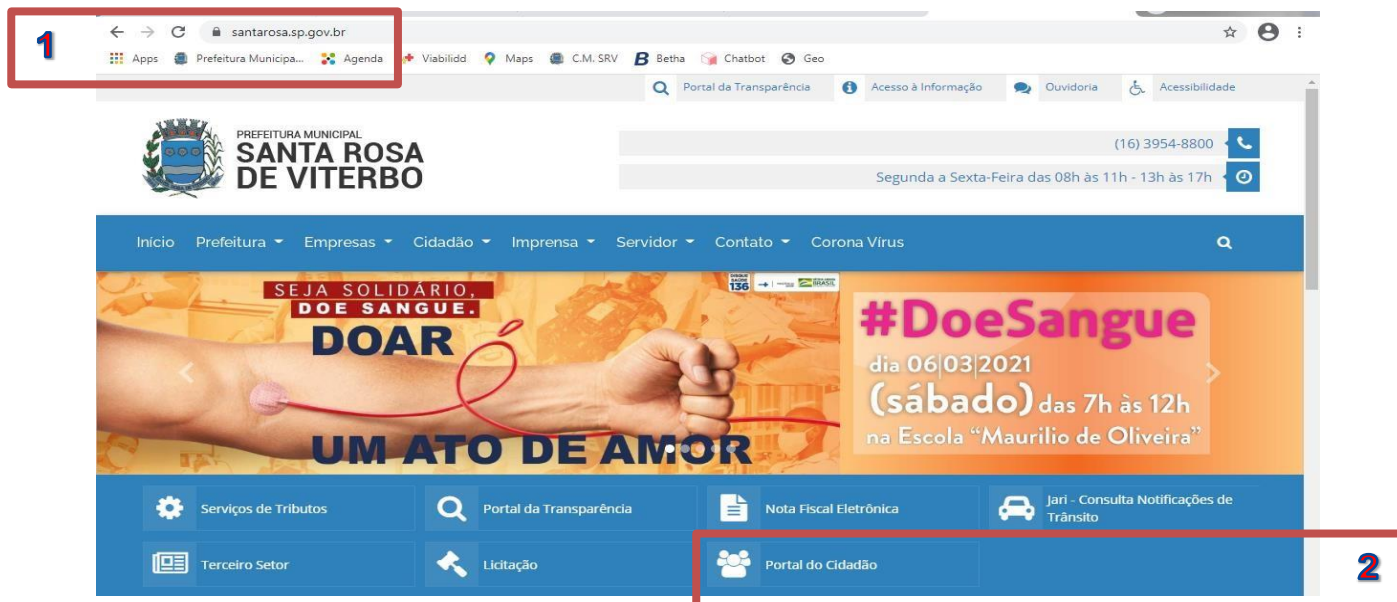 1
santarosa.sp.gov.br
Apps Prefeitura Municipa... Agenda Viabilidd Maps C.M. SRV B Betha Chatbot Geo
Portal da Transparência Acesso à Informação Ouvidoria Acessibilidade
PREFEITURA MUNICIPAL
SANTA ROSA
DE VITERBO
(16) 3954-8800
Segunda a Sexta-Feira das 08h às 11h - 13h às 17h
Início Prefeitura Empresas Cidadão Imprensa Servidor Contato Corona Vírus
SEJA SOLIDÁRIO,
DOE SANGUE.
DOAR É
UM ATO DE AMOR
136
BRASIL
#DoeSangue
dia 06|03|2021
(sábado) das 7h às 12h
na Escola “Maurilio de Oliveira”
Serviços de Tributos Portal da Transparência Nota Fiscal Eletrônica Jari - Consulta Notificações de
Trânsito
Terceiro Setor Licitação Portal do Cidadão
2